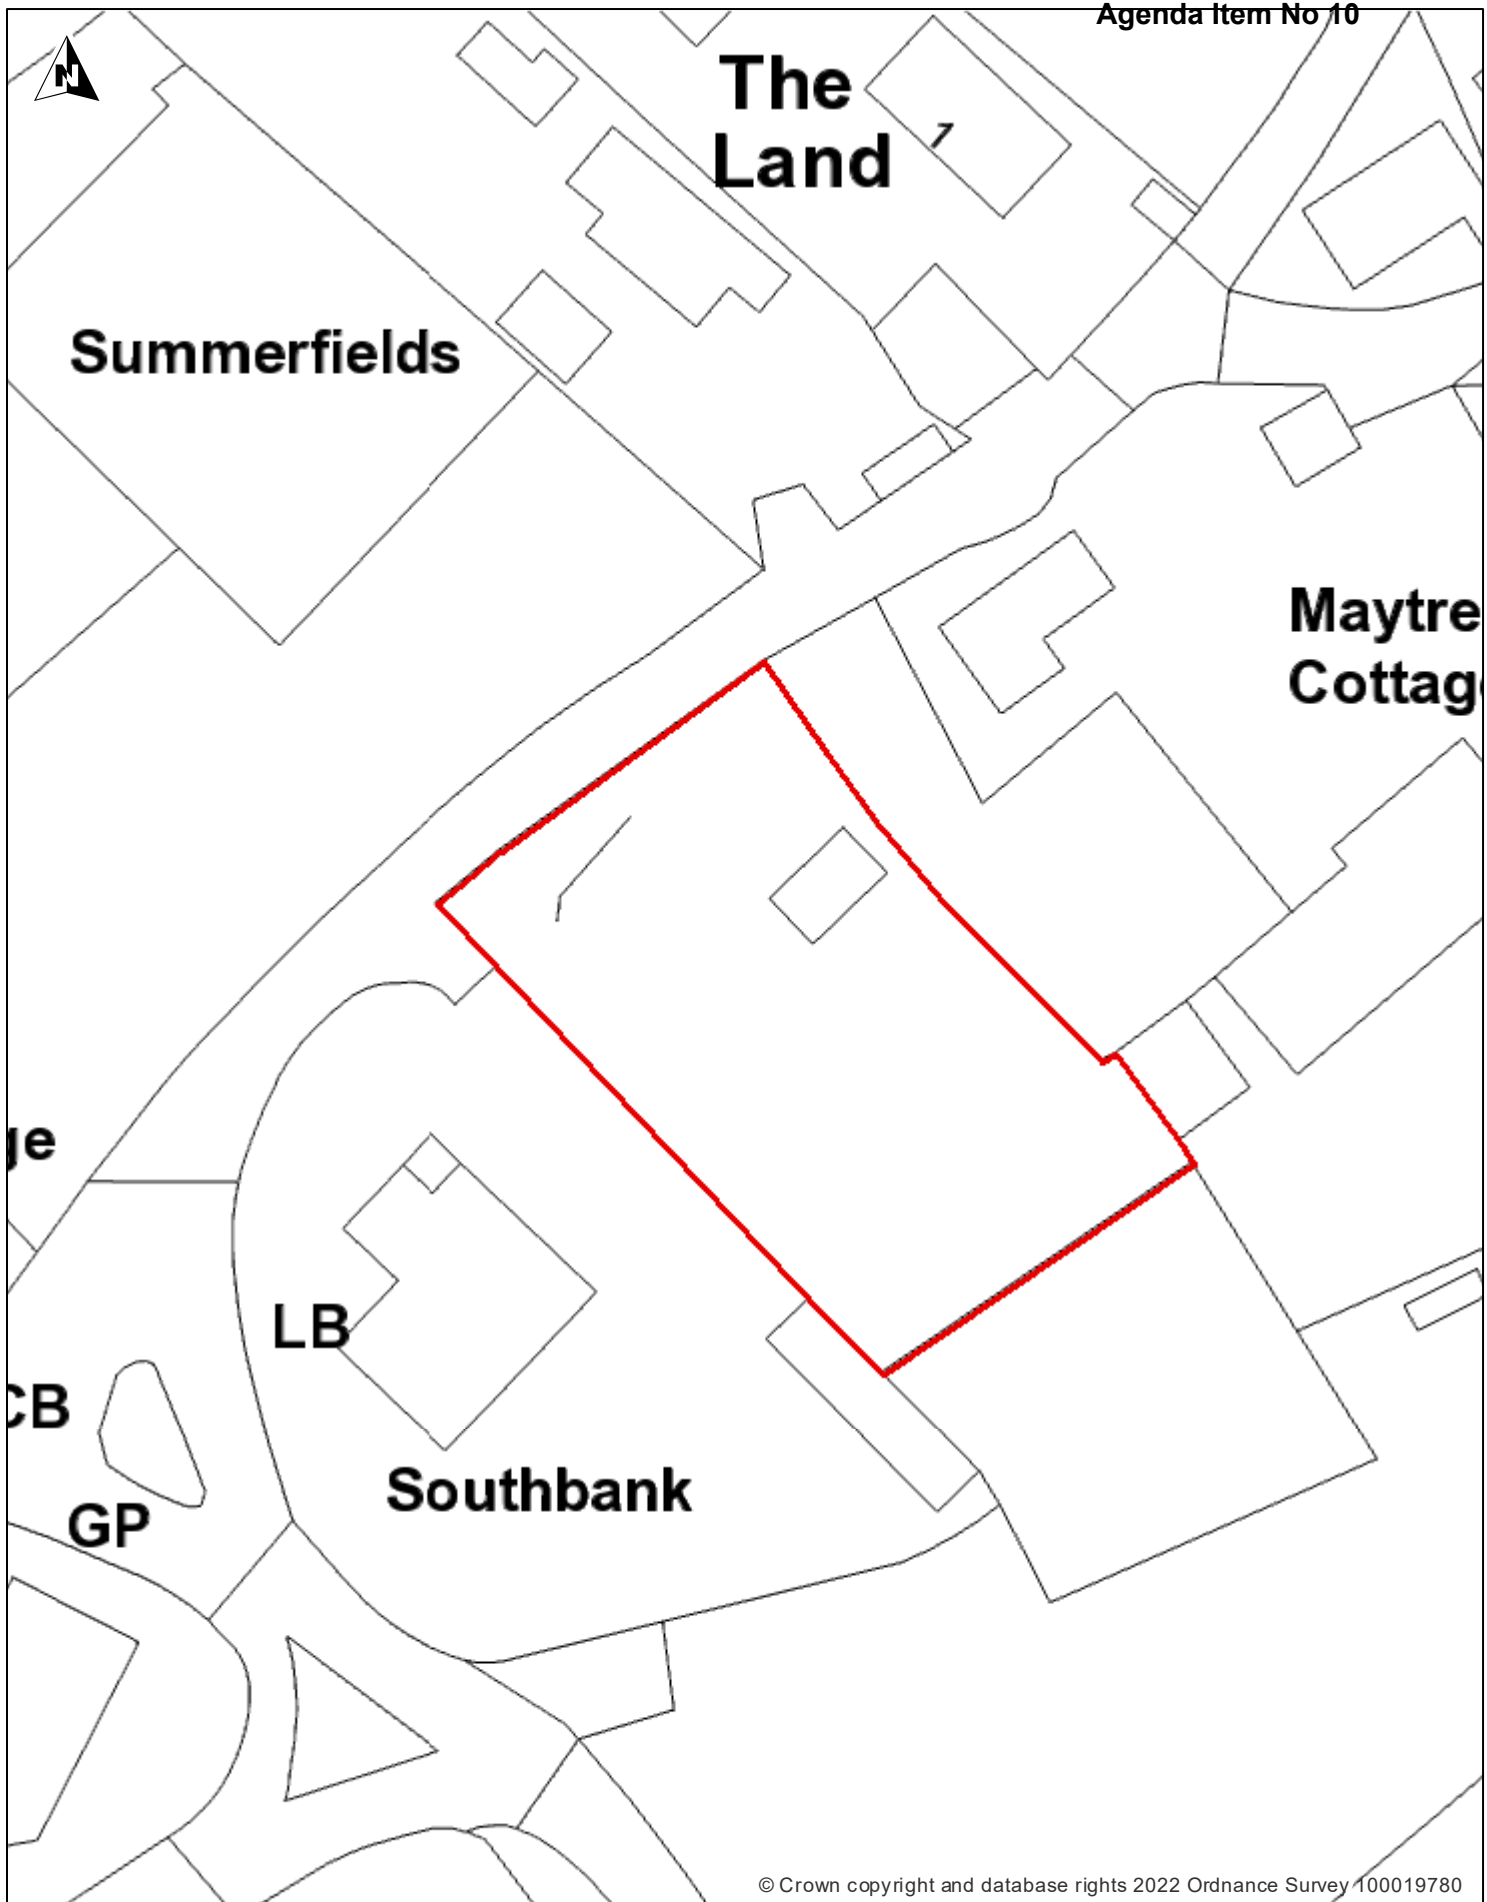 Agenda Item No 10
N
The
Land
7
Summerfields
Maytre
Cottag
ge
LB
CB
GP
Southbank
© Crown copyright and database rights 2022 Ordnance Survey 100019780